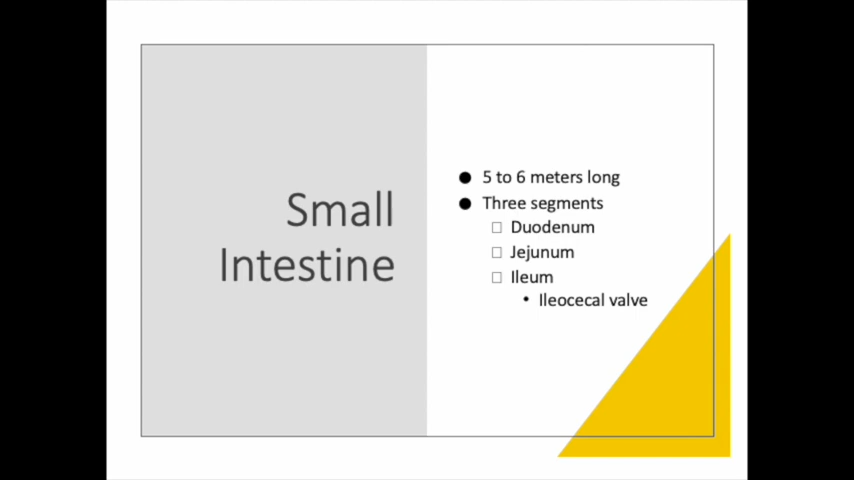 Small
Intestine
5 to 6 meters long
Three segments
Duodenum
Jejunum
Ileum
Ileocecal valve